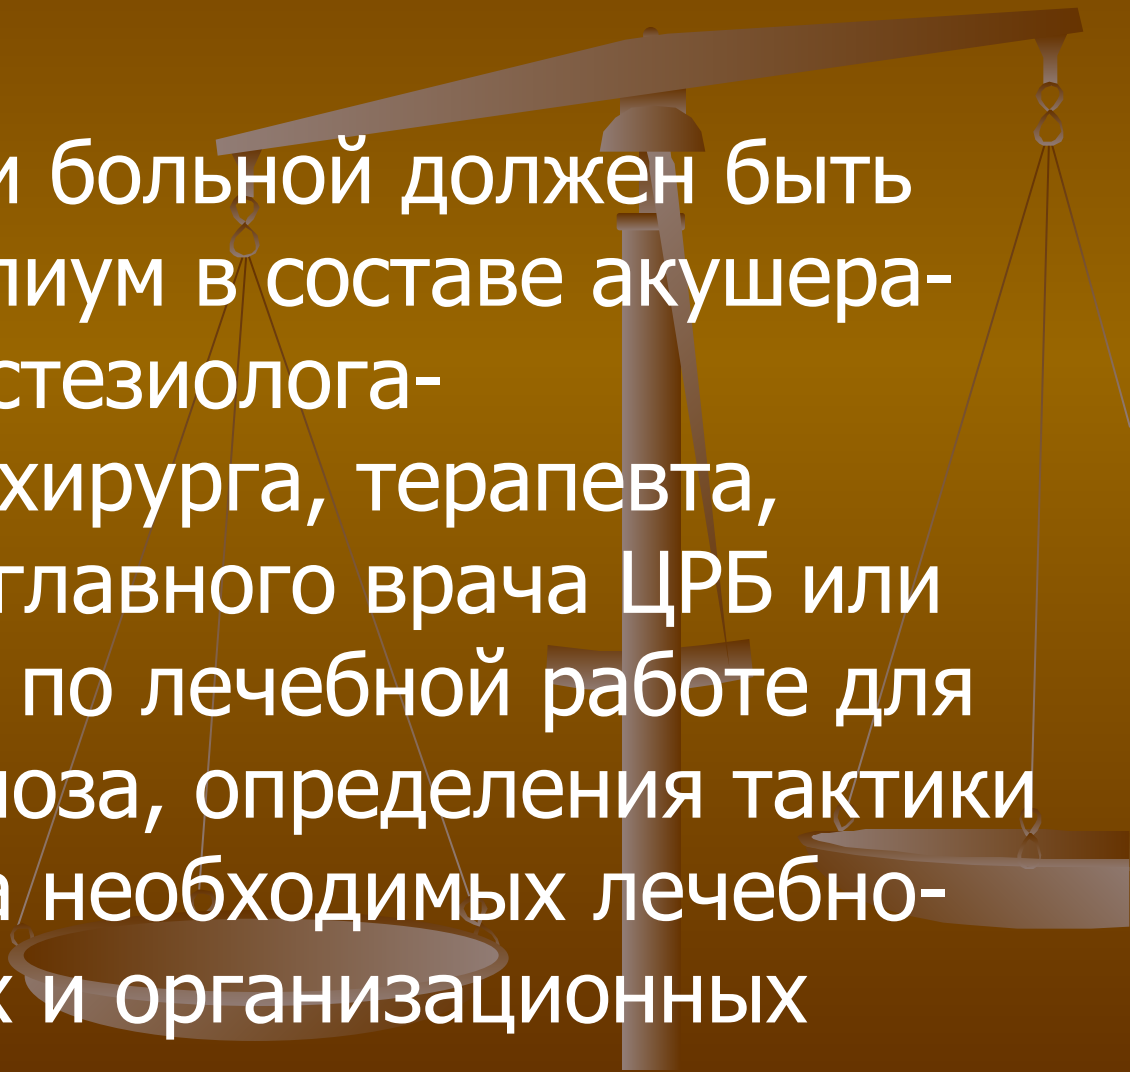 и больной должен быть
лиум в составе акушера-
стезиолога-
хирурга, терапевта,
главного врача ЦРБ или
по лечебной работе для
ноза, определения тактики
а необходимых лечебно-
х и организационных